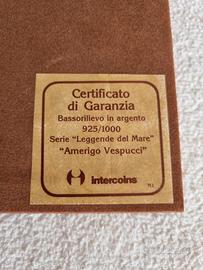 Certificato
di Garanzia
Bassorilievo in argento
925/1000
Serie "Leggende del Mare"
"Amerigo Vespucci"
intercoins